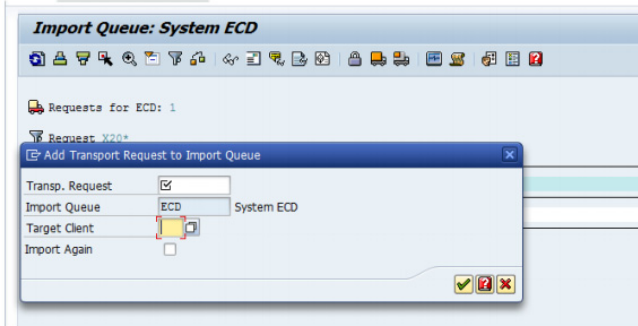 Import Queue: System ECD
Requests for ECD: 1
Request X20*
Add Transport Request to Import Queue
Transp. Request
Import Queue ECD System ECD
Target Client
Import Again